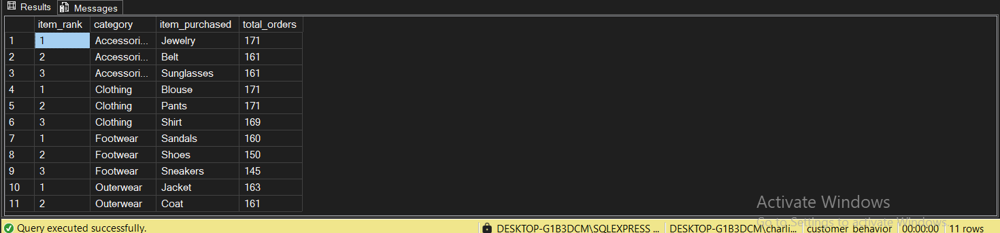 Results Messages
item_rank category item_purchased total_orders
1 1 Accessori... Jewelry 171
2 2 Accessori... Belt 161
3 3 Accessori... Sunglasses 161
4 1 Clothing Blouse 171
5 2 Clothing Pants 171
6 3 Clothing Shirt 169
7 1 Footwear Sandals 160
8 2 Footwear Shoes 150
9 3 Footwear Sneakers 145
10 1 Outerwear Jacket 163
11 2 Outerwear Coat 161
Activate Windows
Go to Settings to activate Windows.
Query executed successfully. DESKTOP-G1B3DCM\SQLEXPRESS ... DESKTOP-G1B3DCM\charli... customer_behavior 00:00:00 11 rows